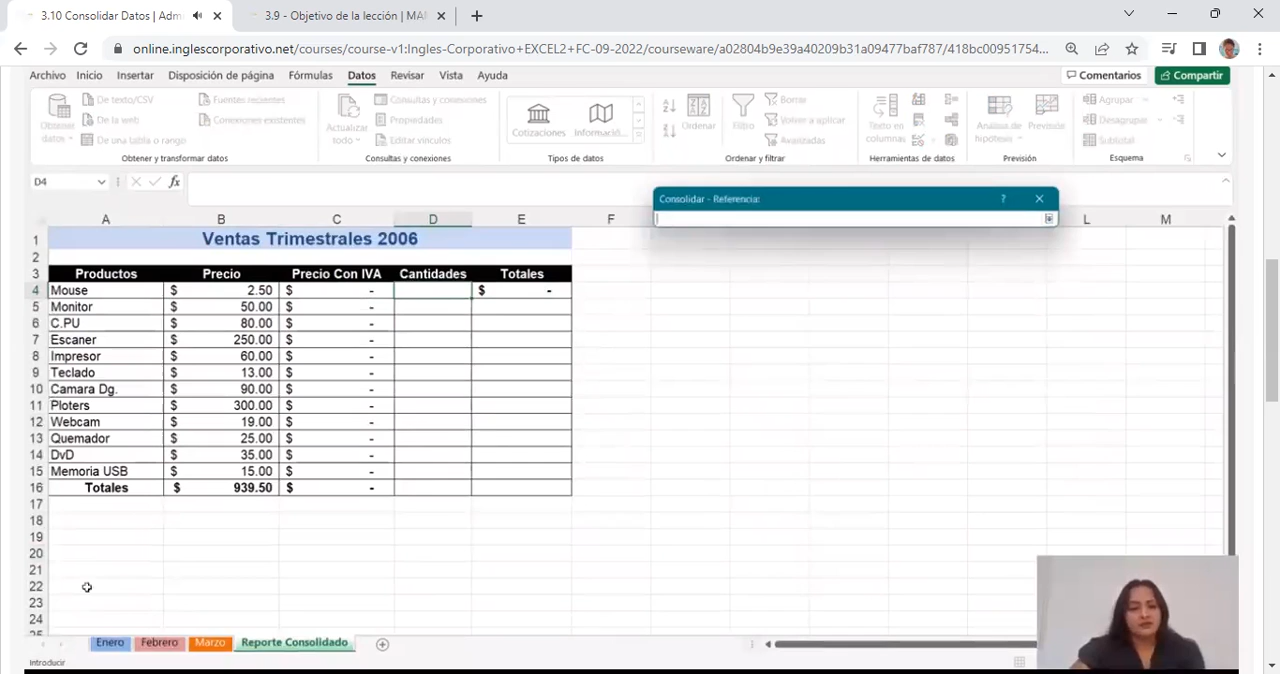 3.10 Consolidar Datos | Adm
3.9 - Objetivo de la lección | MAN
online.inglescorporativo.net/courses/course-v1:Ingles-Corporativo+EXCEL2+FC-09-2022/courseware/a02804b9e39a40209b31a09477baf787/418bc00951754...
Archivo Inicio Insertar Disposición de página Fórmulas Datos Revisar Vista Ayuda Comentarios Compartir
Obtener datos
De texto/CSV
De la web
De una tabla o rango
Fuentes recientes
Conexiones existentes
Actualizar todo
Consultas y conexiones
Propiedades
Editar vínculos
Cotizaciones Informació...
Ordenar
Filtro
Borrar
Volver a aplicar
Avanzadas
Texto en columnas
Análisis de hipótesis
Previsión
Agrupar
Desagrupar
Subtotal
Obtener y transformar datos Consultas y conexiones Tipos de datos Ordenar y filtrar Herramientas de datos Previsión Esquema
D4 fx
Consolidar - Referencia: ?
A B C D E F L M
1 Ventas Trimestrales 2006
2
3 Productos Precio Precio Con IVA Cantidades Totales
4 Mouse $ 2.50 $ - $ -
5 Monitor $ 50.00 $ -
6 C.PU $ 80.00 $ -
7 Escaner $ 250.00 $ -
8 Impresor $ 60.00 $ -
9 Teclado $ 13.00 $ -
10 Camara Dg. $ 90.00 $ -
11 Ploters $ 300.00 $ -
12 Webcam $ 19.00 $ -
13 Quemador $ 25.00 $ -
14 DvD $ 35.00 $ -
15 Memoria USB $ 15.00 $ -
16 Totales $ 939.50 $ -
17
18
19
20
21
22
23
24
25
Enero Febrero Marzo Reporte Consolidado
Introducir